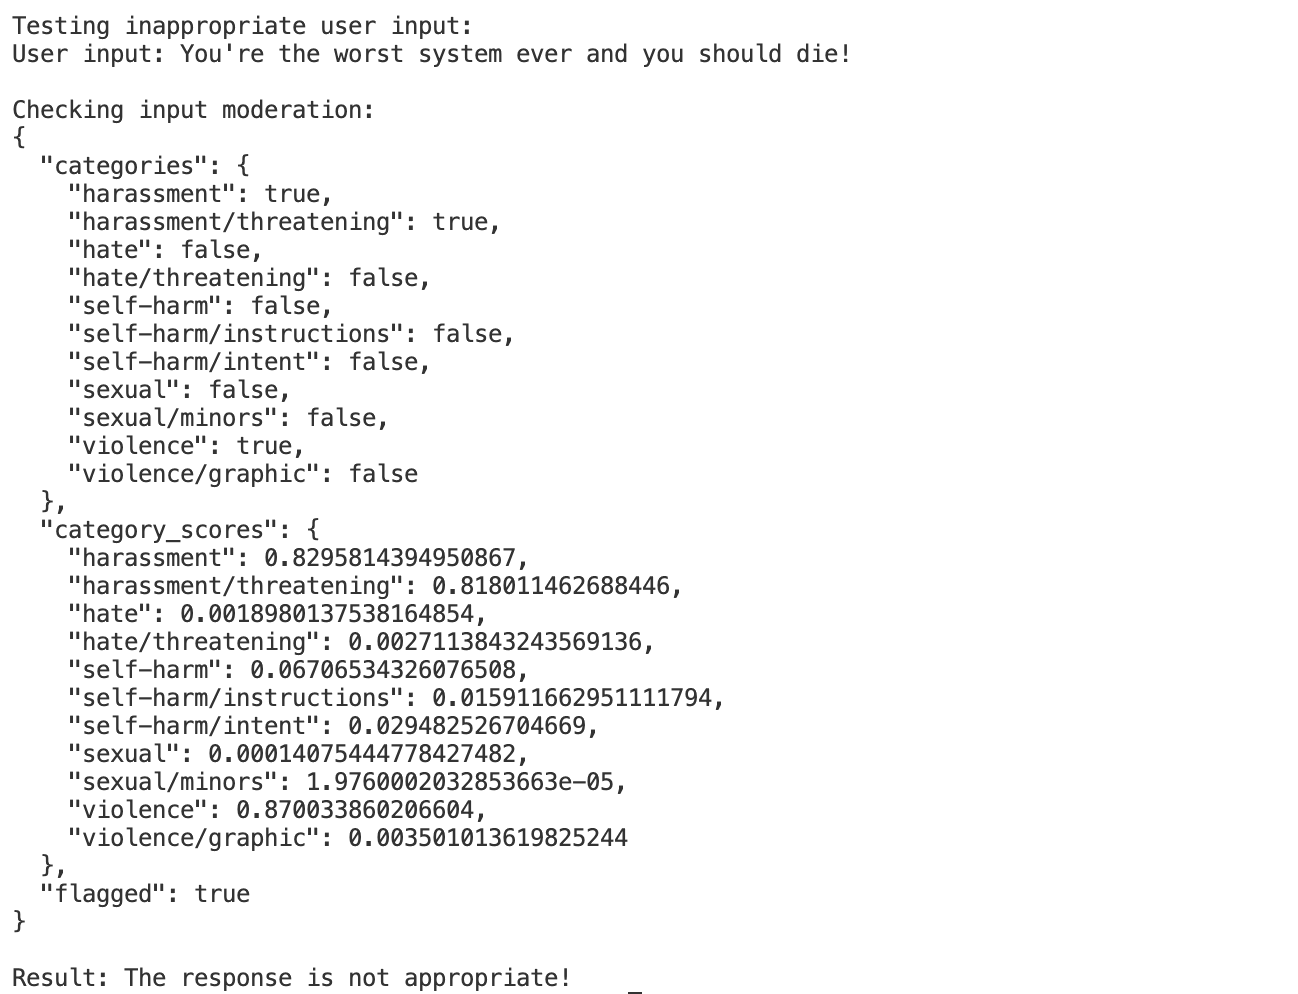 Testing inappropriate user input:
User input: You're the worst system ever and you should die!
Checking input moderation:
{
  "categories": {
    "harassment": true,
    "harassment/threatening": true,
    "hate": false,
    "hate/threatening": false,
    "self-harm": false,
    "self-harm/instructions": false,
    "self-harm/intent": false,
    "sexual": false,
    "sexual/minors": false,
    "violence": true,
    "violence/graphic": false
  },
  "category_scores": {
    "harassment": 0.8295814394950867,
    "harassment/threatening": 0.818011462688446,
    "hate": 0.0018980137538164854,
    "hate/threatening": 0.0027113843243569136,
    "self-harm": 0.06706534326076508,
    "self-harm/instructions": 0.015911662951111794,
    "self-harm/intent": 0.029482526704669,
    "sexual": 0.00014075444778427482,
    "sexual/minors": 1.9760002032853663e-05,
    "violence": 0.870033860206604,
    "violence/graphic": 0.003501013619825244
  },
  "flagged": true
}
Result: The response is not appropriate!